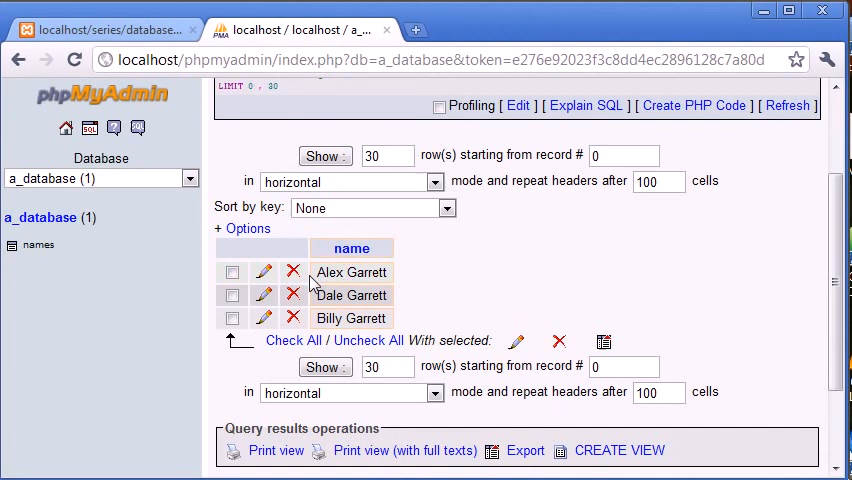 localhost/series/database...
localhost / localhost / a_...
localhost/phpmyadmin/index.php?db=a_database&token=e276e92023f3c8dd4ec2896128c7a80d
phpMyAdmin
SQL
Database
a_database (1)
a_database (1)
names
LIMIT 0 , 30
Profiling [ Edit ] [ Explain SQL ] [ Create PHP Code ] [ Refresh ]
Show : 30 row(s) starting from record # 0
in horizontal mode and repeat headers after 100 cells
Sort by key: None
+ Options
name
Alex Garrett
Dale Garrett
Billy Garrett
Check All / Uncheck All With selected:
Show : 30 row(s) starting from record # 0
in horizontal mode and repeat headers after 100 cells
Query results operations
Print view Print view (with full texts) Export CREATE VIEW